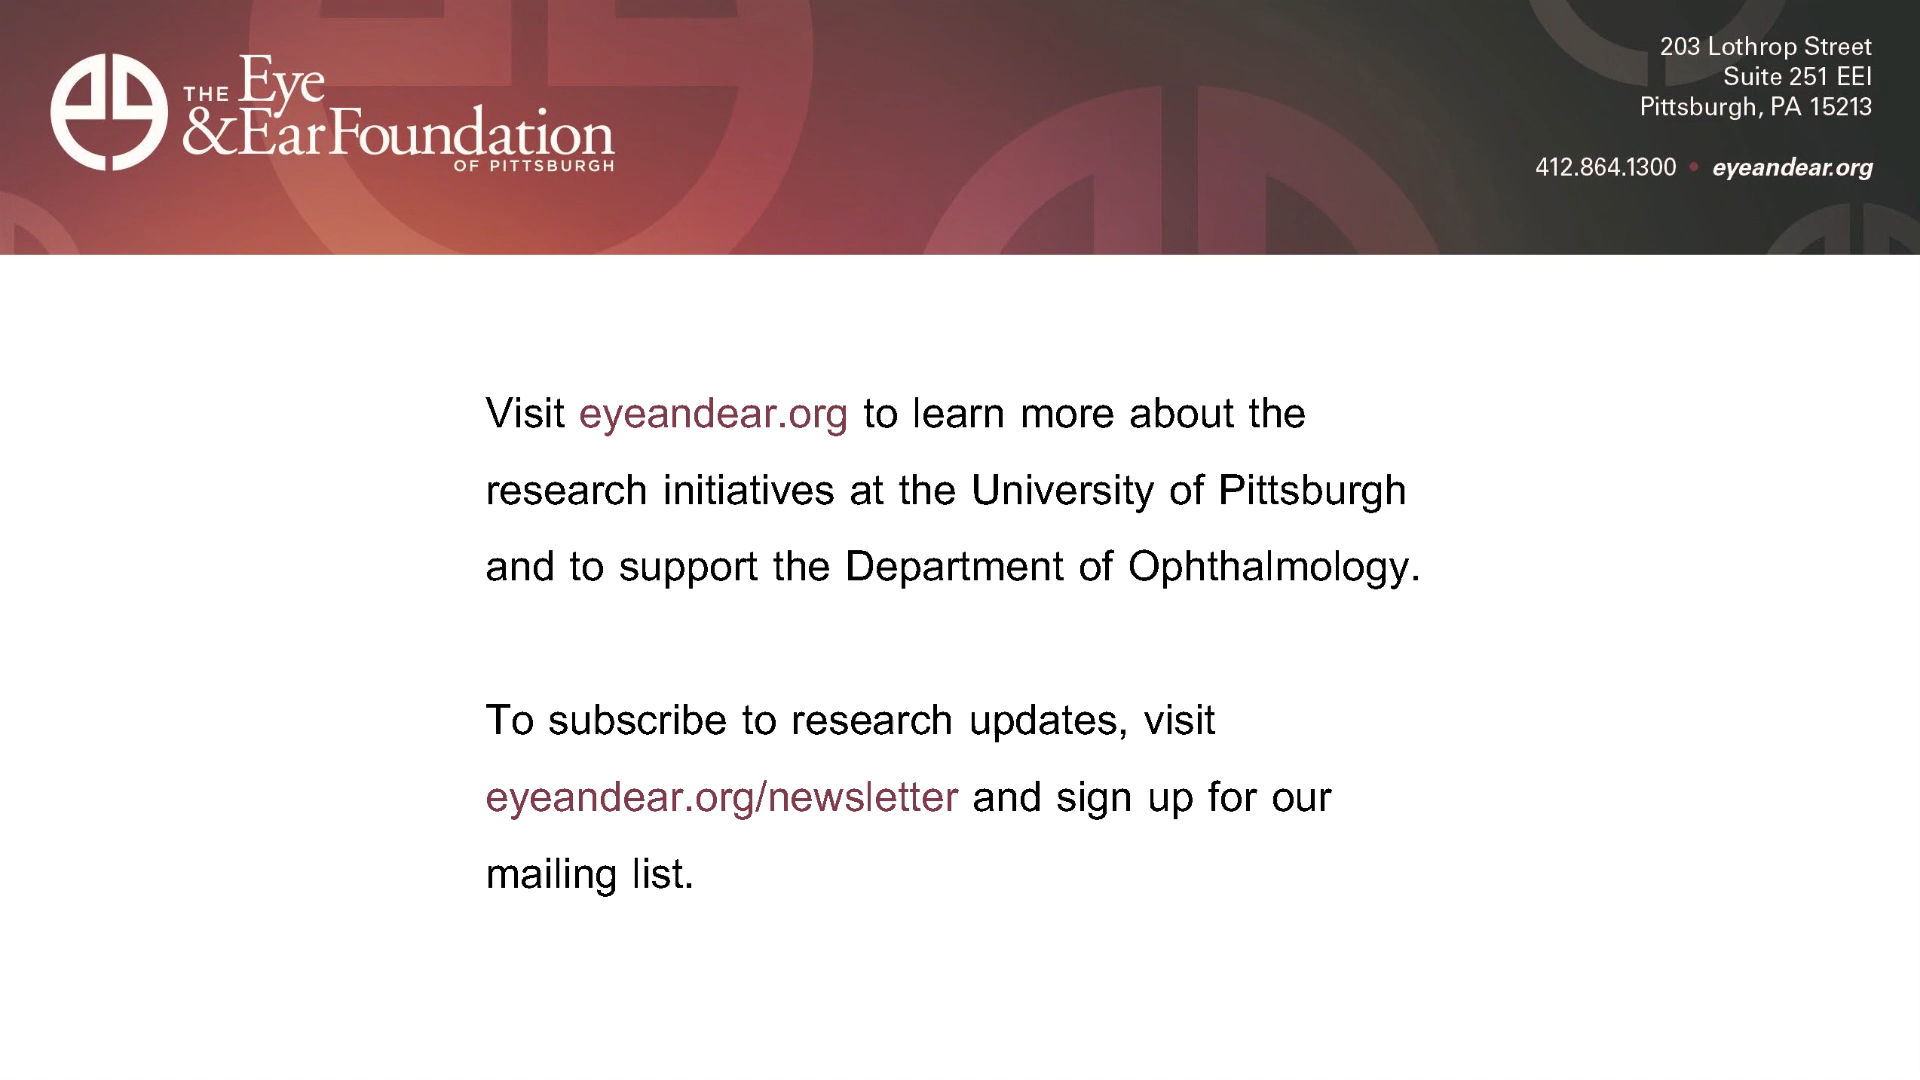 THE Eye
& Ear Foundation
OF PITTSBURGH
203 Lothrop Street
Suite 251 EEI
Pittsburgh, PA 15213
412.864.1300 • eyeandear.org
Visit eyeandear.org to learn more about the
research initiatives at the University of Pittsburgh
and to support the Department of Ophthalmology.
To subscribe to research updates, visit
eyeandear.org/newsletter and sign up for our
mailing list.